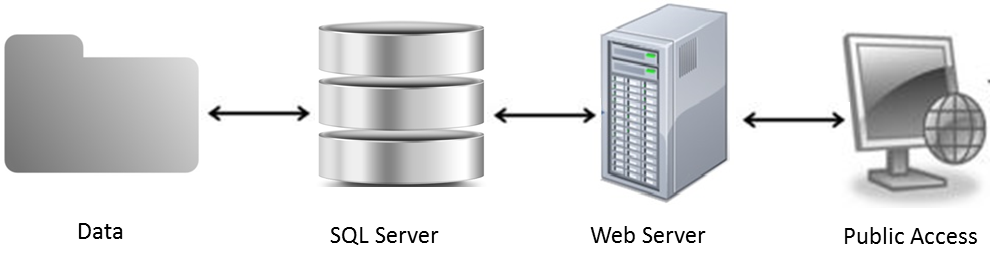 Data
SQL Server
Web Server
Public Access